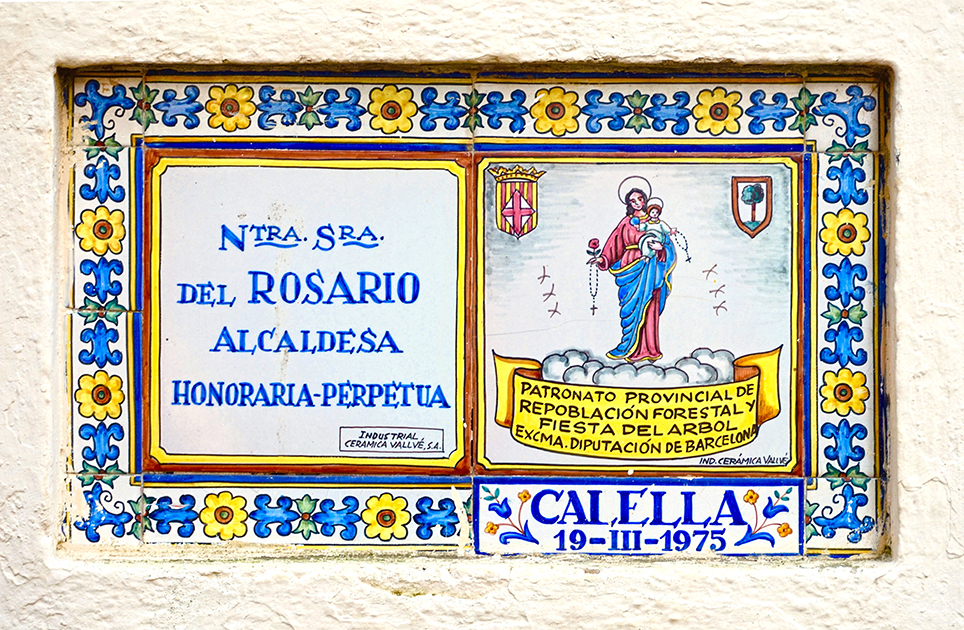 NTRA. SRA.
DEL ROSARIO
ALCALDESA
HONORARIA-PERPETUA
INDUSTRIAL
CERAMICA VALLVÉ, S.A.
PATRONATO PROVINCIAL DE
REPOBLACIÓN FORESTAL Y
FIESTA DEL ARBOL
EXCMA. DIPUTACIÓN DE BARCELONA
IND. CERÁMICA VALLVÉ
CALELLA
19-III-1975